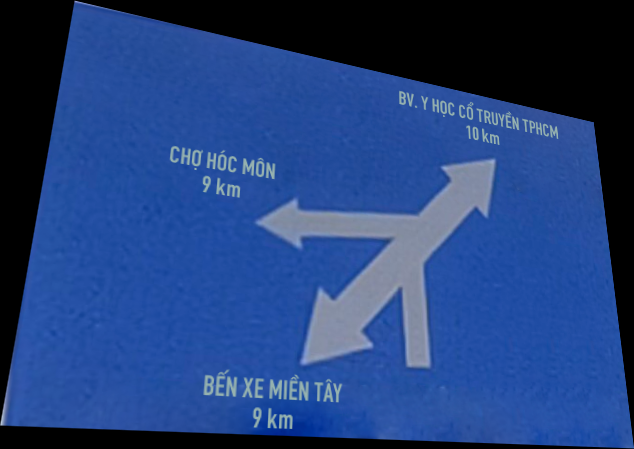 BV. Y HỌC CỔ TRUYỀN TPHCM
10 km
CHỢ HÓC MÔN
9 km
BẾN XE MIỀN TÂY
9 km